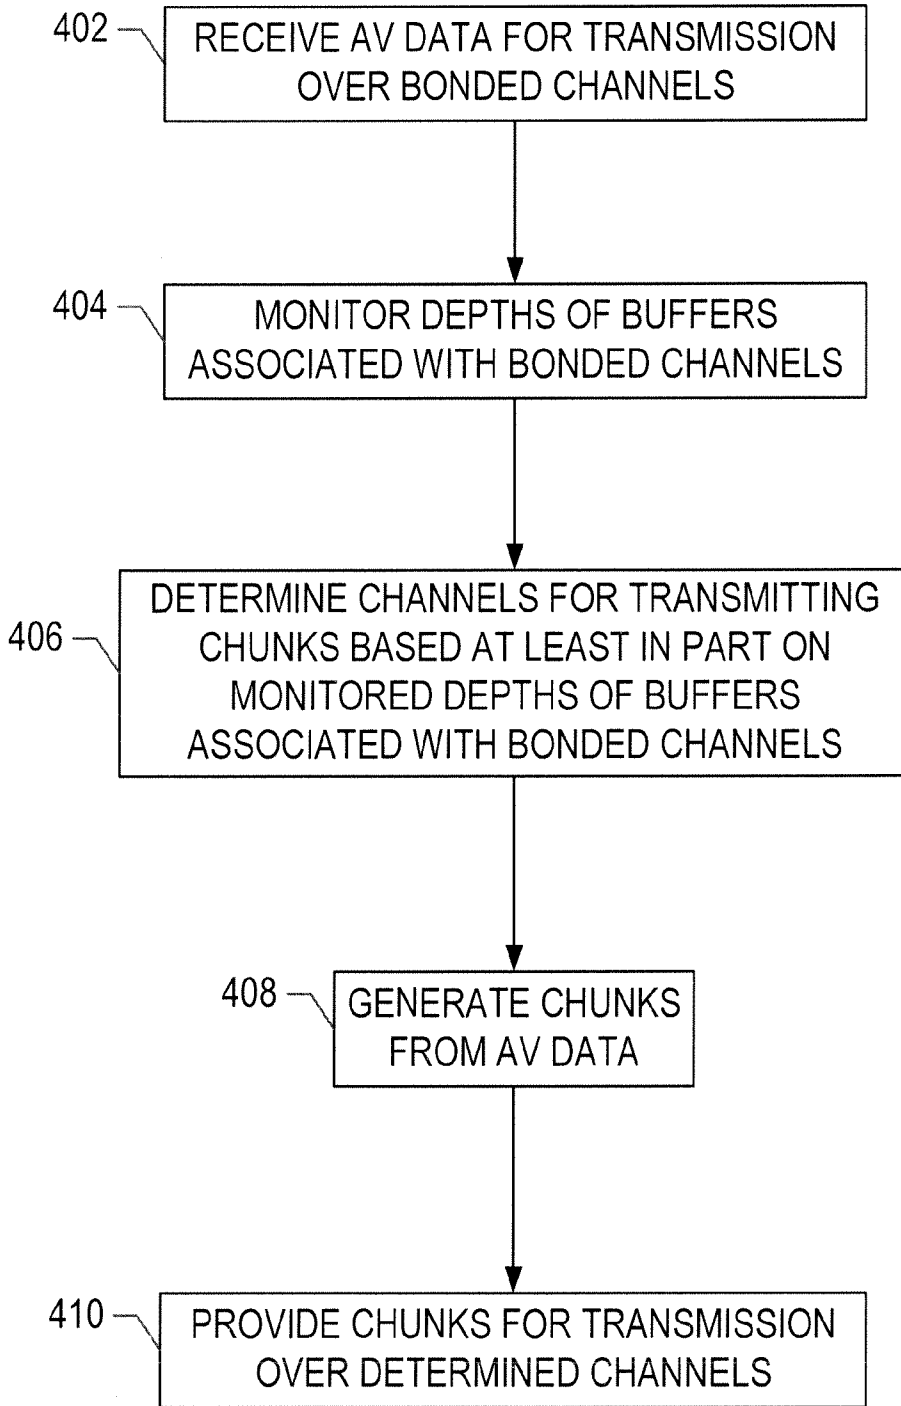 402
RECEIVE AV DATA FOR TRANSMISSION
OVER BONDED CHANNELS
404
MONITOR DEPTHS OF BUFFERS
ASSOCIATED WITH BONDED CHANNELS
406
DETERMINE CHANNELS FOR TRANSMITTING
CHUNKS BASED AT LEAST IN PART ON
MONITORED DEPTHS OF BUFFERS
ASSOCIATED WITH BONDED CHANNELS
408
GENERATE CHUNKS
FROM AV DATA
410
PROVIDE CHUNKS FOR TRANSMISSION
OVER DETERMINED CHANNELS